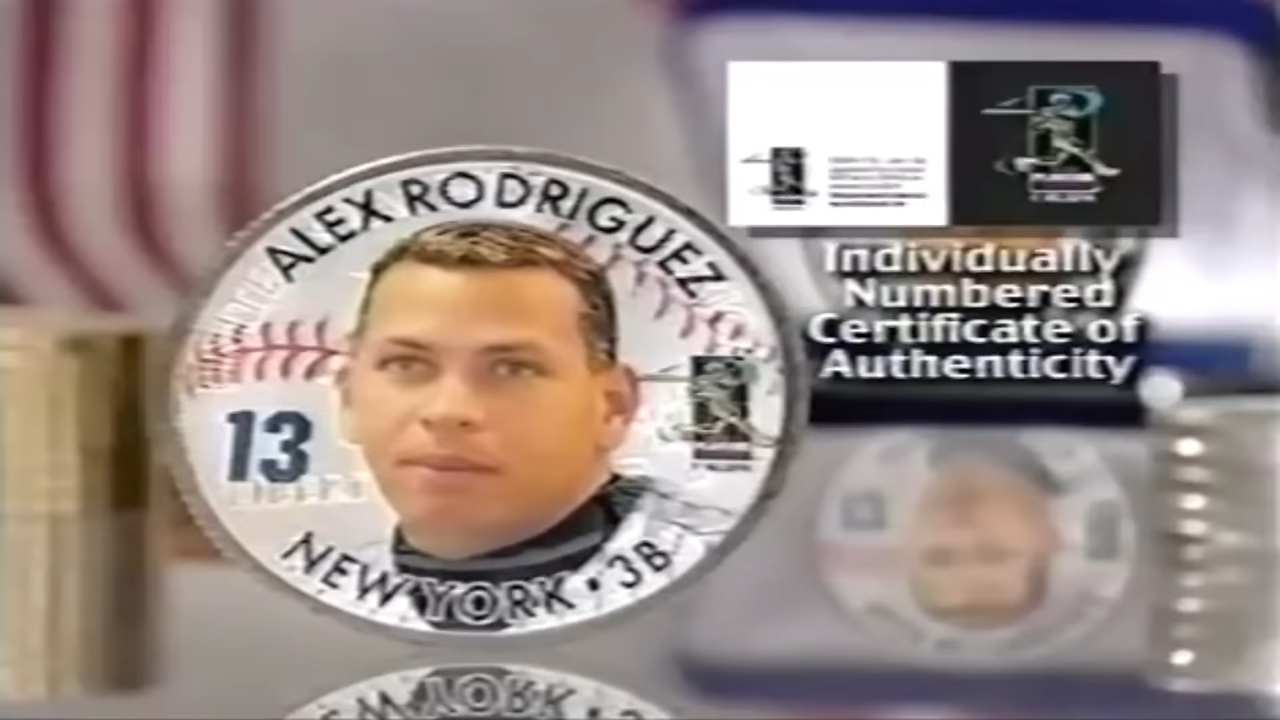 ALEX RODRIGUEZ
13
NEW YORK • 3B
Individually
Numbered
Certificate of
Authenticity